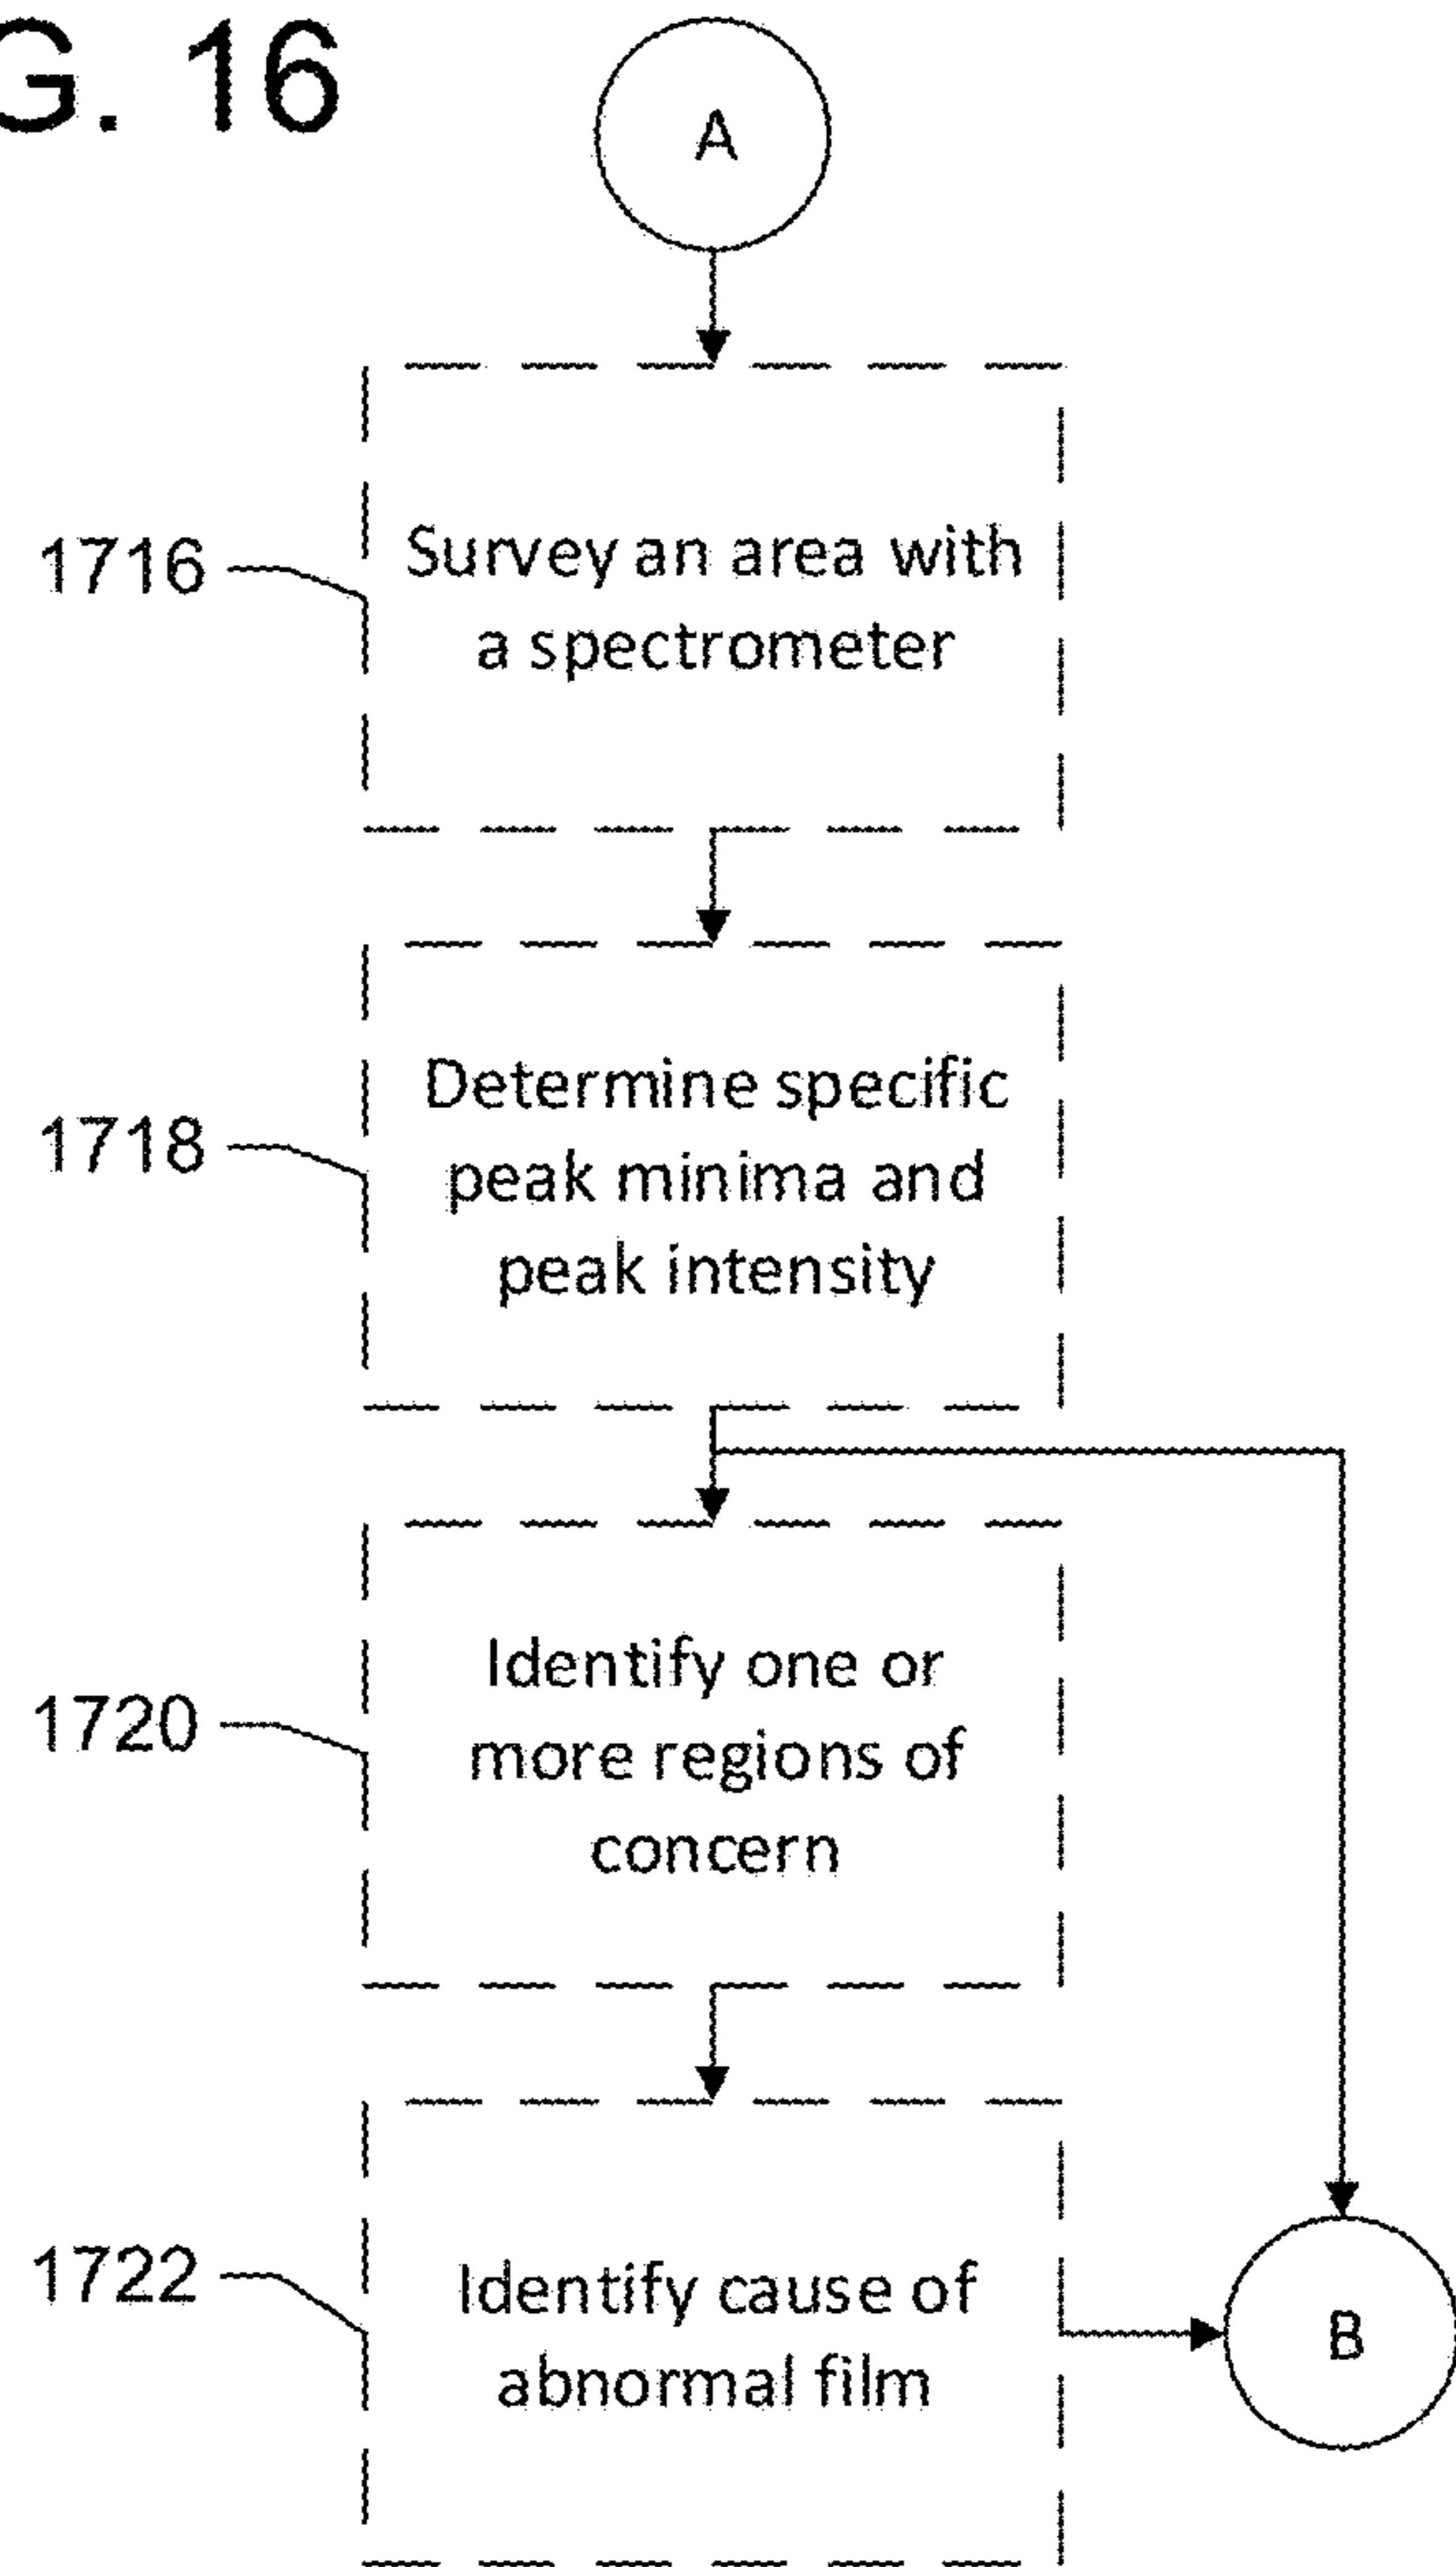 G. 16
A
1716
Survey an area with
a spectrometer
1718
Determine specific
peak minima and
peak intensity
1720
Identify one or
more regions of
concern
1722
Identify cause of
abnormal film
B